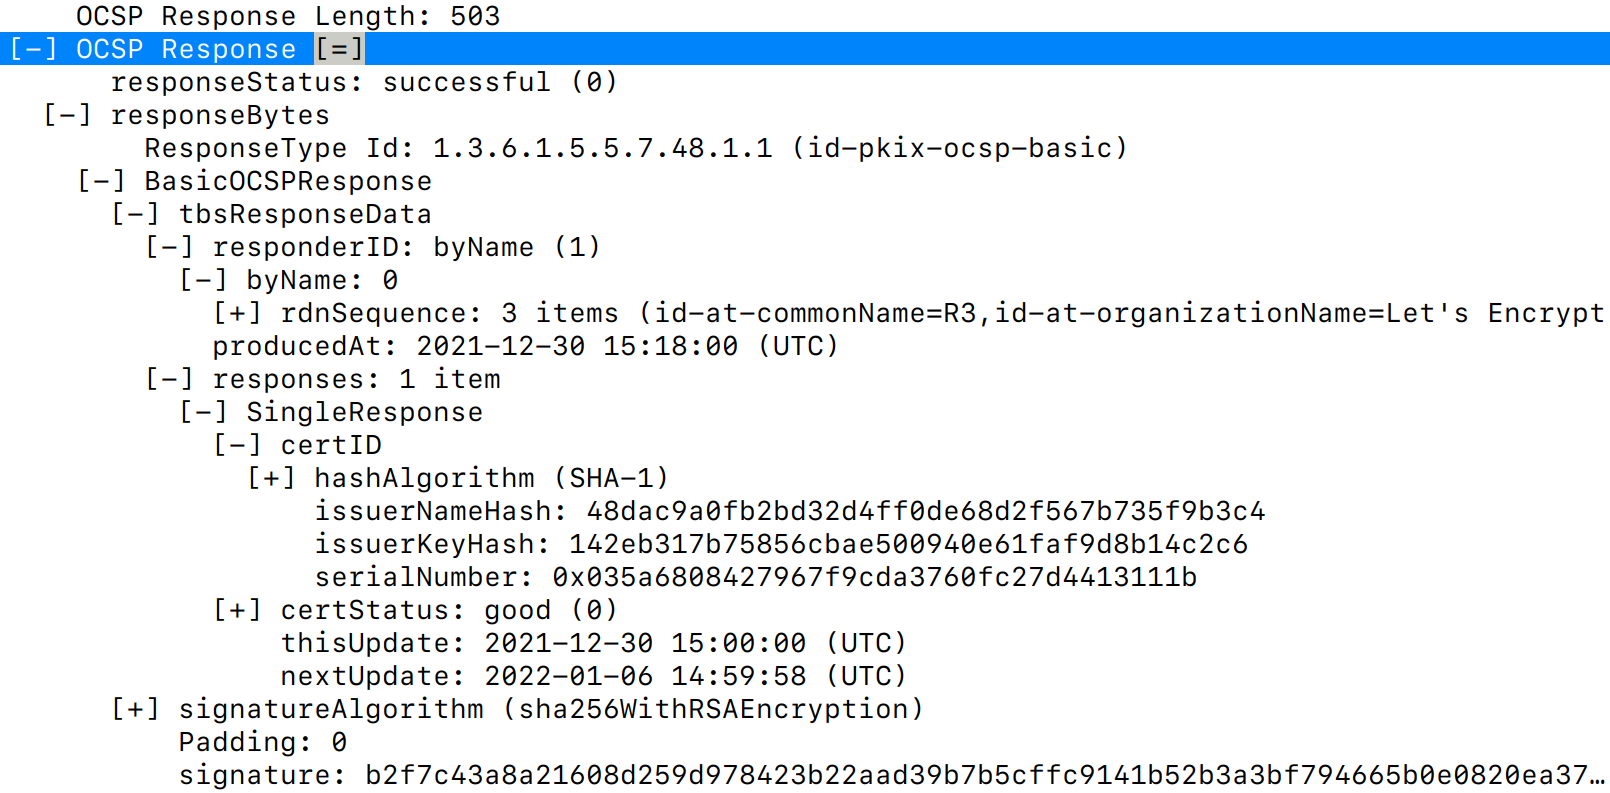 OCSP Response Length: 503
[-] OCSP Response [=]
responseStatus: successful (0)
[-] responseBytes
ResponseType Id: 1.3.6.1.5.5.7.48.1.1 (id-pkix-ocsp-basic)
[-] BasicOCSPResponse
[-] tbsResponseData
[-] responderID: byName (1)
[-] byName: 0
[+] rdnSequence: 3 items (id-at-commonName=R3,id-at-organizationName=Let's Encrypt
producedAt: 2021-12-30 15:18:00 (UTC)
[-] responses: 1 item
[-] SingleResponse
[-] certID
[+] hashAlgorithm (SHA-1)
issuerNameHash: 48dac9a0fb2bd32d4ff0de68d2f567b735f9b3c4
issuerKeyHash: 142eb317b75856cbae500940e61faf9d8b14c2c6
serialNumber: 0x035a6808427967f9cda3760fc27d4413111b
[+] certStatus: good (0)
thisUpdate: 2021-12-30 15:00:00 (UTC)
nextUpdate: 2022-01-06 14:59:58 (UTC)
[+] signatureAlgorithm (sha256WithRSAEncryption)
Padding: 0
signature: b2f7c43a8a21608d259d978423b22aad39b7b5cffc9141b52b3a3bf794665b0e0820ea37…